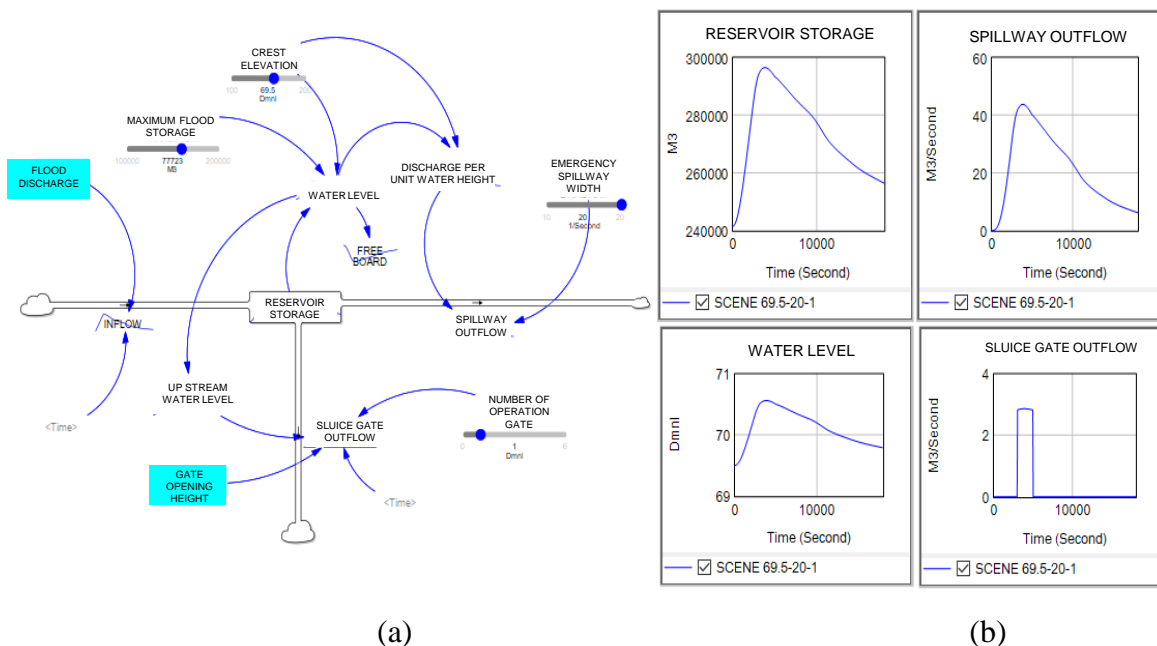 CREST
ELEVATION
100
200
69.5
Dmnl
MAXIMUM FLOOD
STORAGE
100000
200000
77723
M3
FLOOD
DISCHARGE
DISCHARGE PER
UNIT WATER HEIGHT
EMERGENCY
SPILLWAY
WIDTH
10
20
20
1/Second
WATER LEVEL
FREE
BOARD
RESERVOIR
STORAGE
INFLOW
SPILLWAY
OUTFLOW
UP STREAM
WATER LEVEL
<Time>
NUMBER OF
OPERATION
GATE
0
6
1
Dmnl
SLUICE GATE
OUTFLOW
GATE
OPENING
HEIGHT
<Time>
(a)
RESERVOIR STORAGE
300000
280000
260000
240000
M3
0
10000
Time (Second)
SCENE 69.5-20-1
SPILLWAY OUTFLOW
60
40
20
0
M3/Second
0
10000
Time (Second)
SCENE 69.5-20-1
WATER LEVEL
71
70
69
Dmnl
0
10000
Time (Second)
SCENE 69.5-20-1
SLUICE GATE OUTFLOW
4
2
0
M3/Second
0
10000
Time (Second)
SCENE 69.5-20-1
(b)